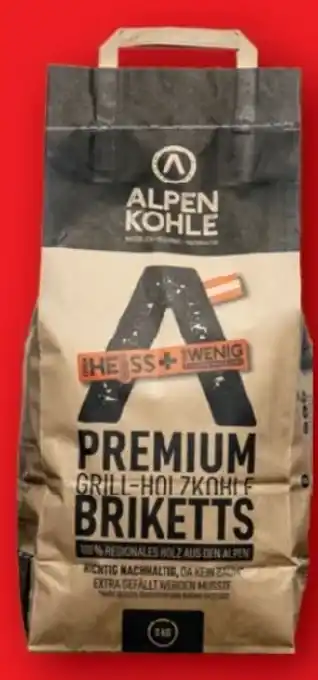 ALPEN
KOHLE
HEISS+ WENIG
PREMIUM
GRILL-HOLZKOHLE
BRIKETTS
100% REGIONALES HOLZ AUS DEN ALPEN
RICHTIG NACHHALTIG, DA KEIN BAUM
EXTRA GEFÄLLT WERDEN MUSSTE